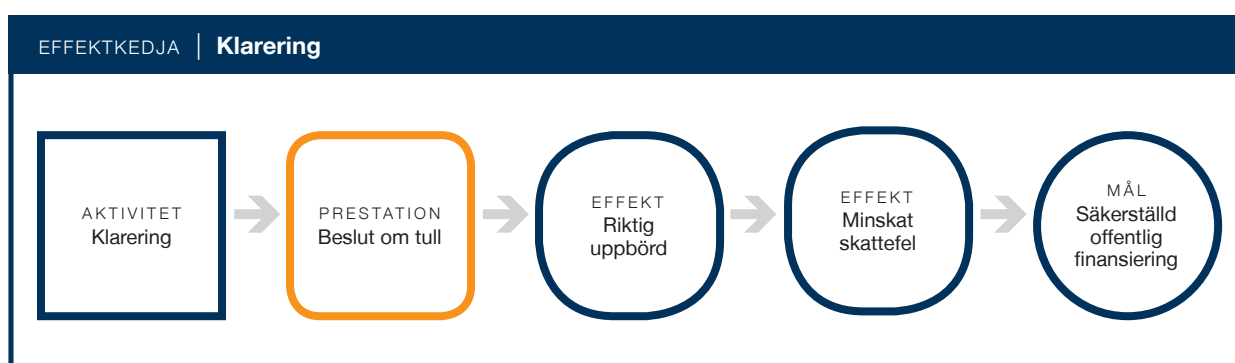 EFFEKTKEDJA | Klarering
AKTIVITET
Klarering
PRESTATION
Beslut om tull
EFFEKT
Riktig
uppbörd
EFFEKT
Minskat
skattefel
MÅL
Säkerställd
offentlig
finansiering